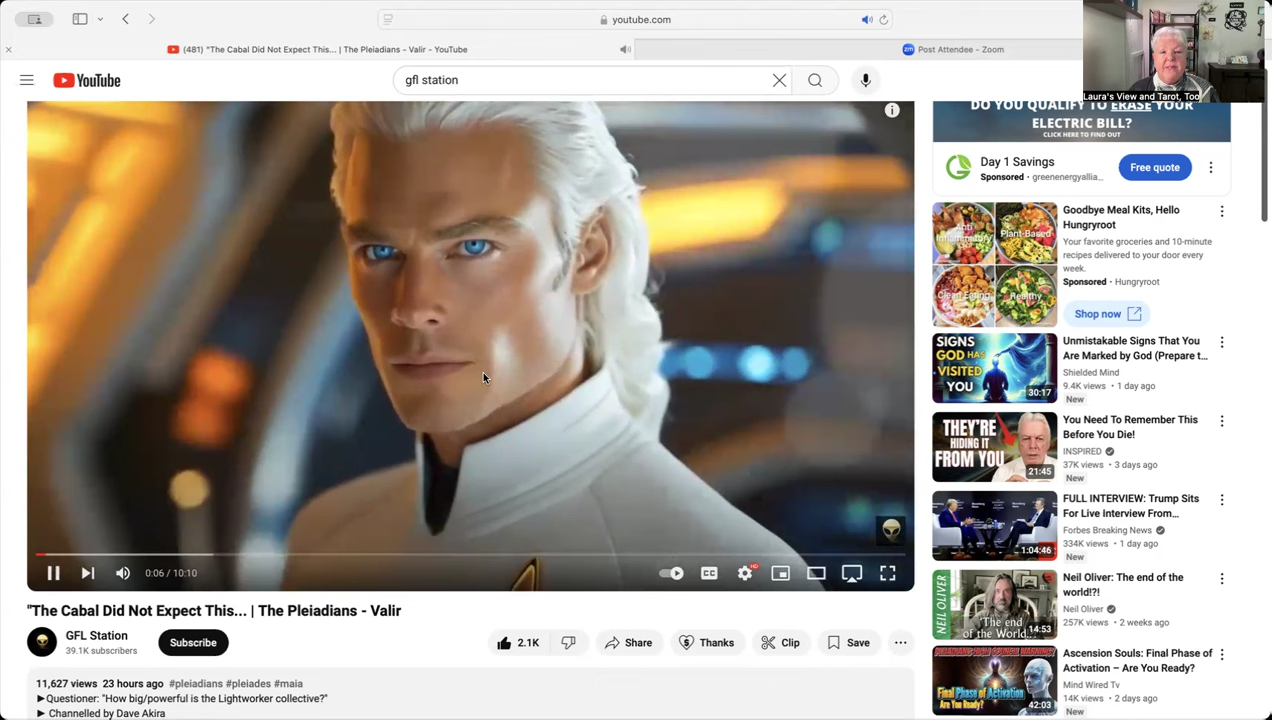 youtube.com
(481) "The Cabal Did Not Expect This... | The Pleiadians - Valir - YouTube
zm Post Attendee - Zoom
Laura's View and Tarot, Too
YouTube
gfl station
DO YOU QUALIFY TO ERASE YOUR
ELECTRIC BILL?
CLICK HERE TO FIND OUT
Day 1 Savings
Sponsored • greenenergyallia...
Free quote
Anti
Inflammatory
Plant-Based
Clean Eating
Healthy
Goodbye Meal Kits, Hello
Hungryroot
Your favorite groceries and 10-minute
recipes delivered to your door every
week.
Sponsored • Hungryroot
Shop now
SIGNS
GOD HAS
VISITED
YOU
30:17
Unmistakable Signs That You
Are Marked by God (Prepare t...
Shielded Mind
9.4K views • 1 day ago
New
THEY'RE
HIDING IT
FROM YOU
21:45
You Need To Remember This
Before You Die!
INSPIRED
37K views • 3 days ago
New
1:04:46
FULL INTERVIEW: Trump Sits
For Live Interview From...
Forbes Breaking News
334K views • 1 day ago
New
NEIL OLIVER
'The end
of the World...
14:53
Neil Oliver: The end of the
world!?!
Neil Oliver
257K views • 2 weeks ago
Final Phase of Activation
Are You Ready?
42:03
Ascension Souls: Final Phase of
Activation – Are You Ready?
Mind Wired Tv
14K views • 2 days ago
New
0:06 / 10:10
CC
HD
"The Cabal Did Not Expect This... | The Pleiadians - Valir
GFL Station
39.1K subscribers
Subscribe
2.1K
Share
Thanks
Clip
Save
11,627 views 23 hours ago #pleiadians #pleiades #maia
▶Questioner: "How big/powerful is the Lightworker collective?"
▶ Channelled by Dave Akira